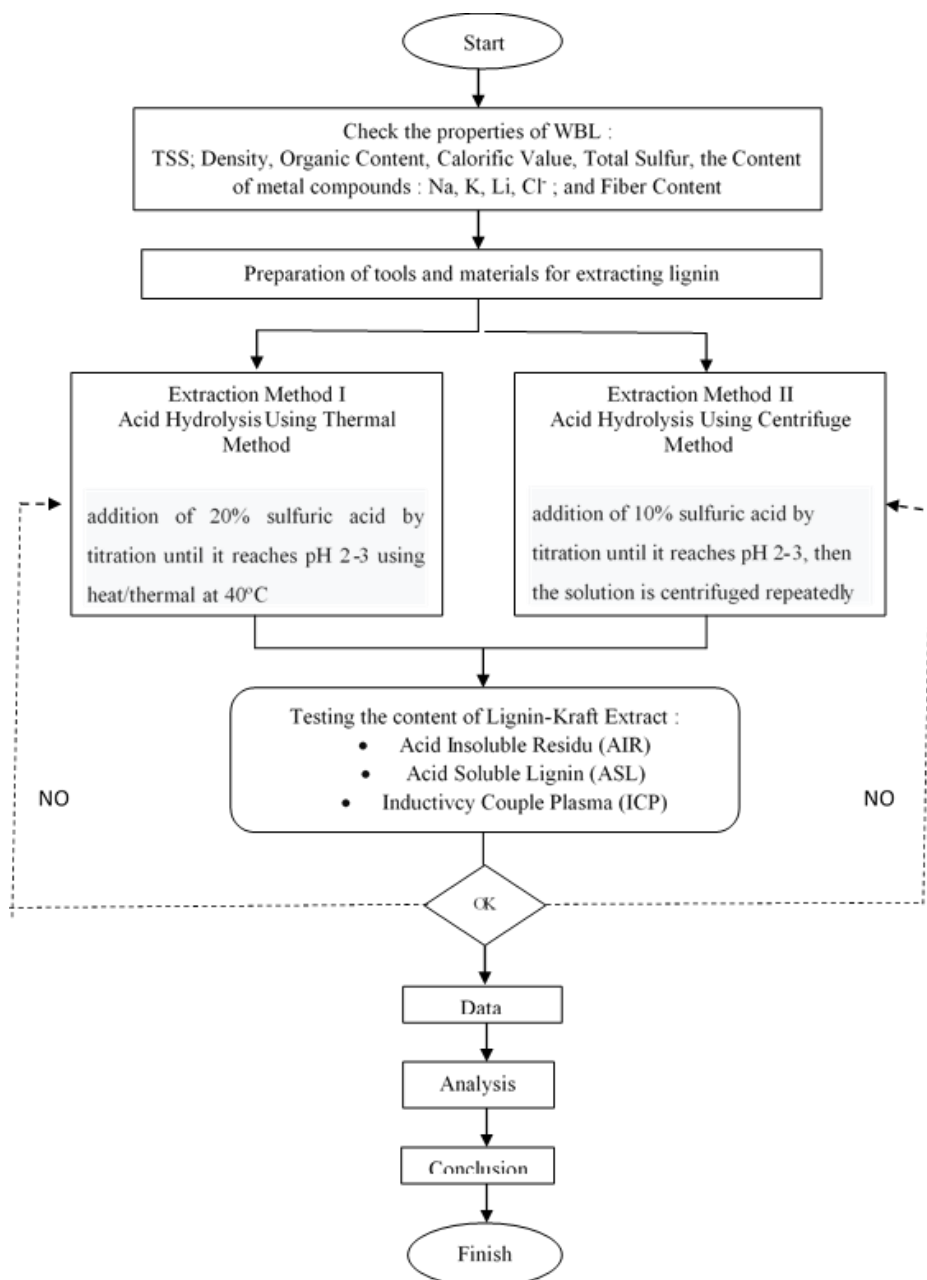 Start
Check the properties of WBL :
TSS; Density, Organic Content, Calorific Value, Total Sulfur, the Content
of metal compounds : Na, K, Li, Cl⁻ ; and Fiber Content
Preparation of tools and materials for extracting lignin
Extraction Method I
Acid Hydrolysis Using Thermal
Method
addition of 20% sulfuric acid by
titration until it reaches pH 2-3 using
heat/thermal at 40°C
Extraction Method II
Acid Hydrolysis Using Centrifuge
Method
addition of 10% sulfuric acid by
titration until it reaches pH 2-3, then
the solution is centrifuged repeatedly
Testing the content of Lignin-Kraft Extract :
• Acid Insoluble Residu (AIR)
• Acid Soluble Lignin (ASL)
• Inductivcy Couple Plasma (ICP)
NO
NO
OK
Data
Analysis
Conclusion
Finish